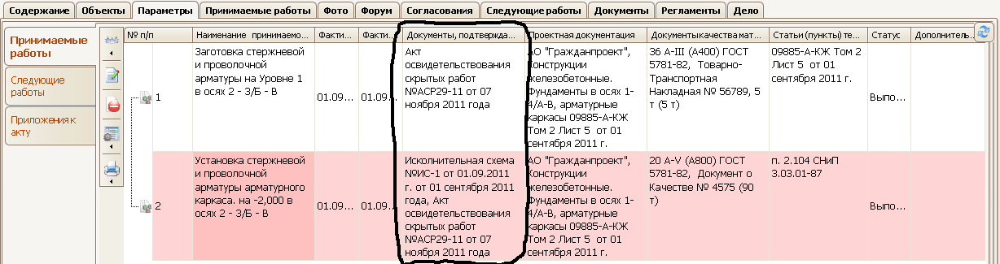 Содержание Объекты Параметры Принимаемые работы Фото Форум Согласования Следующие работы Документы Регламенты Дело
Принимаемые
работы
Следующие
работы
Приложения к
акту
№ п/п Наименование принимаемо... Факти... Факти... Документы, подтвержда... Проектная документация Документы качества мат... Статьи (пункты) те... Статус Дополнитель...
1
Заготовка стержневой
и проволочной
арматуры на Уровне 1
в осях 2 - 3/Б - В
01.09...
01.09...
Акт
освидетельствования
скрытых работ
№АСР29-11 от 07
ноября 2011 года
АО "Гражданпроект",
Конструкции
железобетонные.
Фундаменты в осях 1-
4/А-В, арматурные
каркасы 09885-А-КЖ
Том 2 Лист 5 от 01
сентября 2011 г.
36 А-III (А400) ГОСТ
5781-82, Товарно-
Транспортная
Накладная № 56789, 5
т (5 т)
09885-А-КЖ Том 2
Лист 5 от 01
сентября 2011 г.
Выпо...
2
Установка стержневой
и проволочной
арматуры арматурного
каркаса. на -2,000 в
осях 2 - 3/Б - В
01.09...
01.09...
Исполнительная схема
№ИС-1 от 01.09.2011
г. от 01 сентября 2011
года, Акт
освидетельствования
скрытых работ
№АСР29-11 от 07
ноября 2011 года
АО "Гражданпроект",
Конструкции
железобетонные.
Фундаменты в осях 1-
4/А-В, арматурные
каркасы 09885-А-КЖ
Том 2 Лист 5 от 01
сентября 2011 г.
20 А-V (А800) ГОСТ
5781-82, Документ о
Качестве № 4575 (90
т)
п. 2.104 СНиП
3.03.01-87
Выпо...